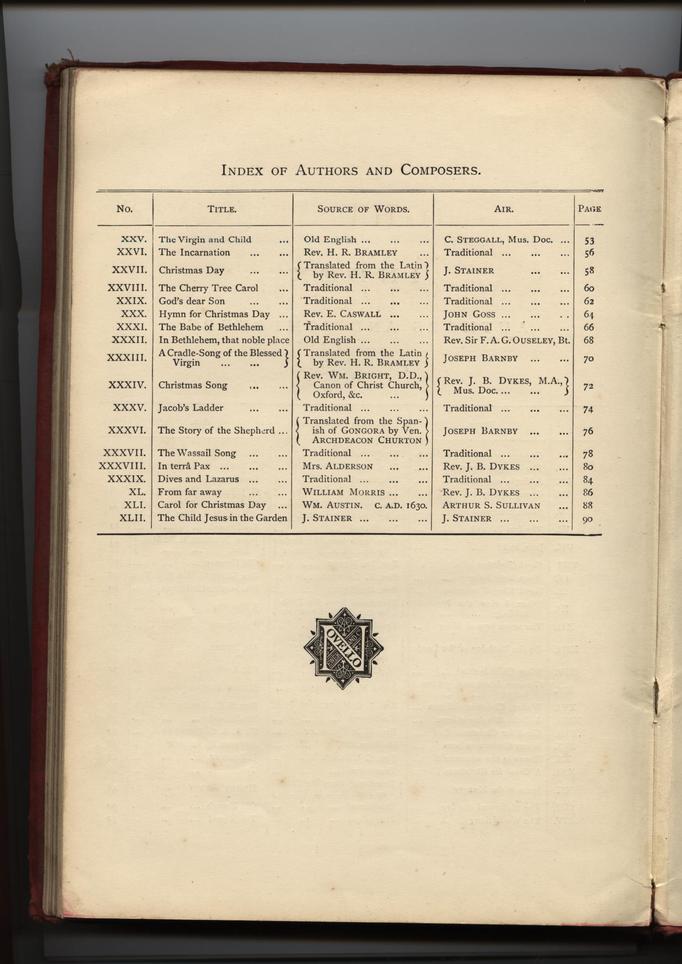 INDEX OF AUTHORS AND COMPOSERS.
No. TITLE. SOURCE OF WORDS. AIR. PAGE
XXV. The Virgin and Child ... Old English ... ... ... C. STEGGALL, Mus. Doc. ... 53
XXVI. The Incarnation ... ... Rev. H. R. BRAMLEY ... Traditional ... ... ... 56
XXVII. Christmas Day ... ... { Translated from the Latin } J. STAINER ... ... 58
{ by Rev. H. R. BRAMLEY }
XXVIII. The Cherry Tree Carol ... Traditional ... ... ... Traditional ... ... ... 60
XXIX. God's dear Son ... ... Traditional ... ... ... Traditional ... ... ... 62
XXX. Hymn for Christmas Day ... Rev. E. CASWALL ... ... JOHN GOSS ... ... .. 64
XXXI. The Babe of Bethlehem ... Traditional ... ... ... Traditional ... ... ... 66
XXXII. In Bethlehem, that noble place Old English ... ... ... Rev. Sir F. A. G. OUSELEY, Bt. 68
XXXIII. A Cradle-Song of the Blessed } { Translated from the Latin JOSEPH BARNBY ... ... 70
Virgin ... ... ... } { by Rev. H. R. BRAMLEY }
XXXIV. Christmas Song ... ... { Rev. WM. BRIGHT, D.D., } { Rev. J. B. DYKES, M.A., } 72
Canon of Christ Church, { Mus. Doc. ... ... }
{ Oxford, &c. ... }
XXXV. Jacob's Ladder ... ... Traditional ... ... ... Traditional ... ... ... 74
XXXVI. The Story of the Shepherd ... { Translated from the Span- } JOSEPH BARNBY ... ... 76
ish of GONGORA by Ven.
{ ARCHDEACON CHURTON }
XXXVII. The Wassail Song ... ... Traditional ... ... ... Traditional ... ... ... 78
XXXVIII. In terrâ Pax ... ... ... Mrs. ALDERSON ... ... Rev. J. B. DYKES ... ... 80
XXXIX. Dives and Lazarus ... ... Traditional ... ... ... Traditional ... ... ... 84
XL. From far away ... ... WILLIAM MORRIS ... ... Rev. J. B. DYKES ... ... 86
XLI. Carol for Christmas Day ... WM. AUSTIN. C. A.D. 1630. ARTHUR S. SULLIVAN ... 88
XLII. The Child Jesus in the Garden J. STAINER ... ... ... J. STAINER ... ... ... 90
NOVELLO